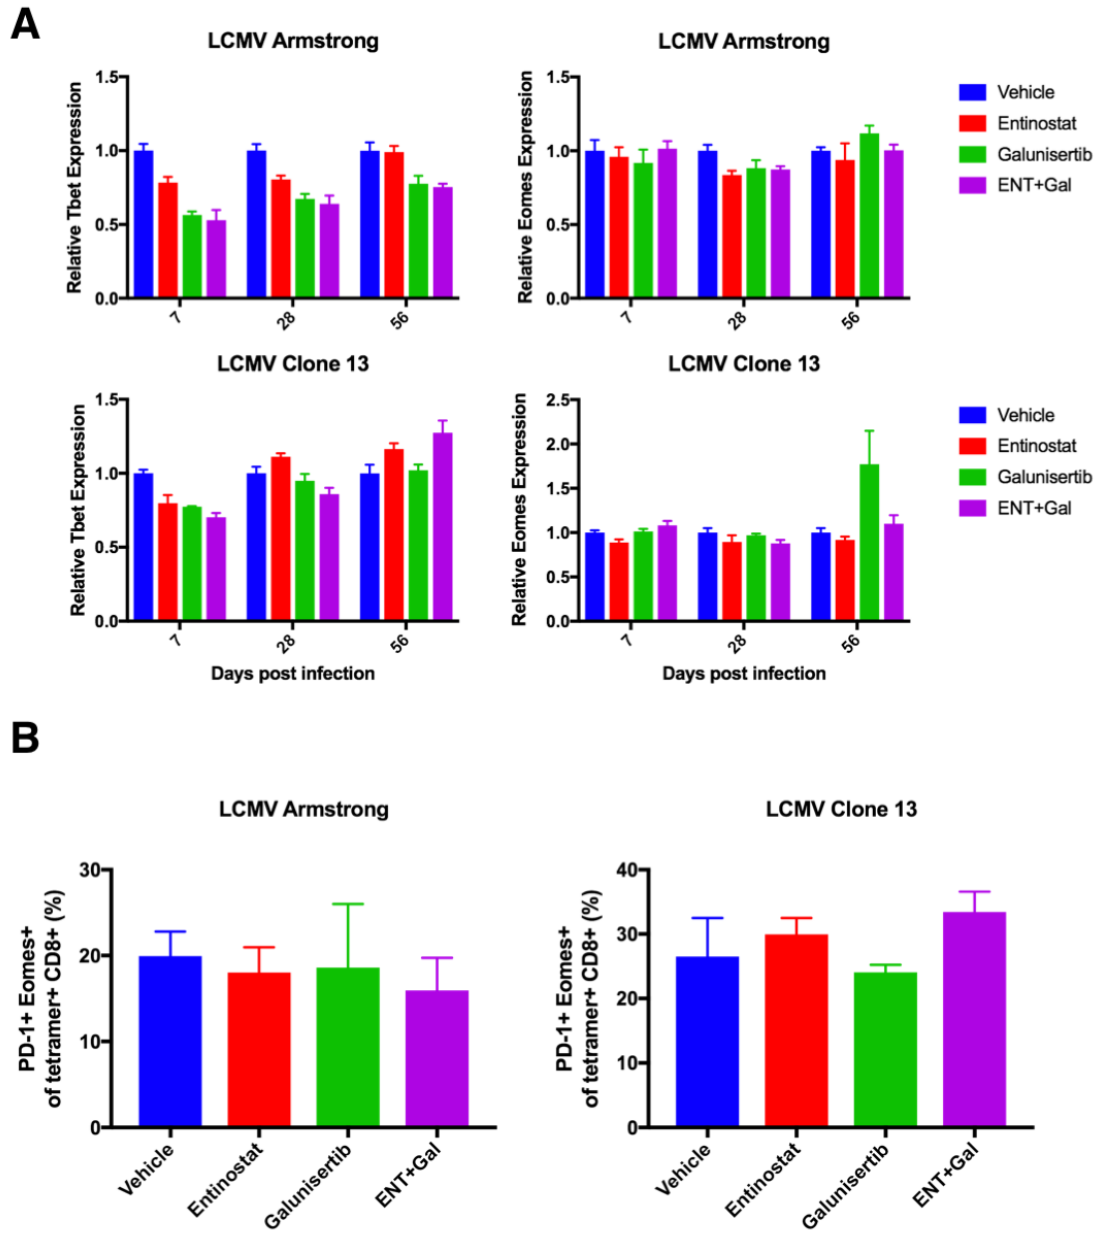 A
LCMV Armstrong
Relative Tbet Expression
1.5
1.0
0.5
0.0
7
28
56
LCMV Armstrong
Relative Eomes Expression
1.5
1.0
0.5
0.0
7
28
56
Vehicle
Entinostat
Galunisertib
ENT+Gal
LCMV Clone 13
Relative Tbet Expression
1.5
1.0
0.5
0.0
7
28
56
Days post infection
LCMV Clone 13
Relative Eomes Expression
2.5
2.0
1.5
1.0
0.5
0.0
7
28
56
Days post infection
Vehicle
Entinostat
Galunisertib
ENT+Gal
B
LCMV Armstrong
PD-1+ Eomes+
of tetramer+ CD8+ (%)
30
20
10
0
Vehicle
Entinostat
Galunisertib
ENT+Gal
LCMV Clone 13
PD-1+ Eomes+
of tetramer+ CD8+ (%)
40
30
20
10
0
Vehicle
Entinostat
Galunisertib
ENT+Gal